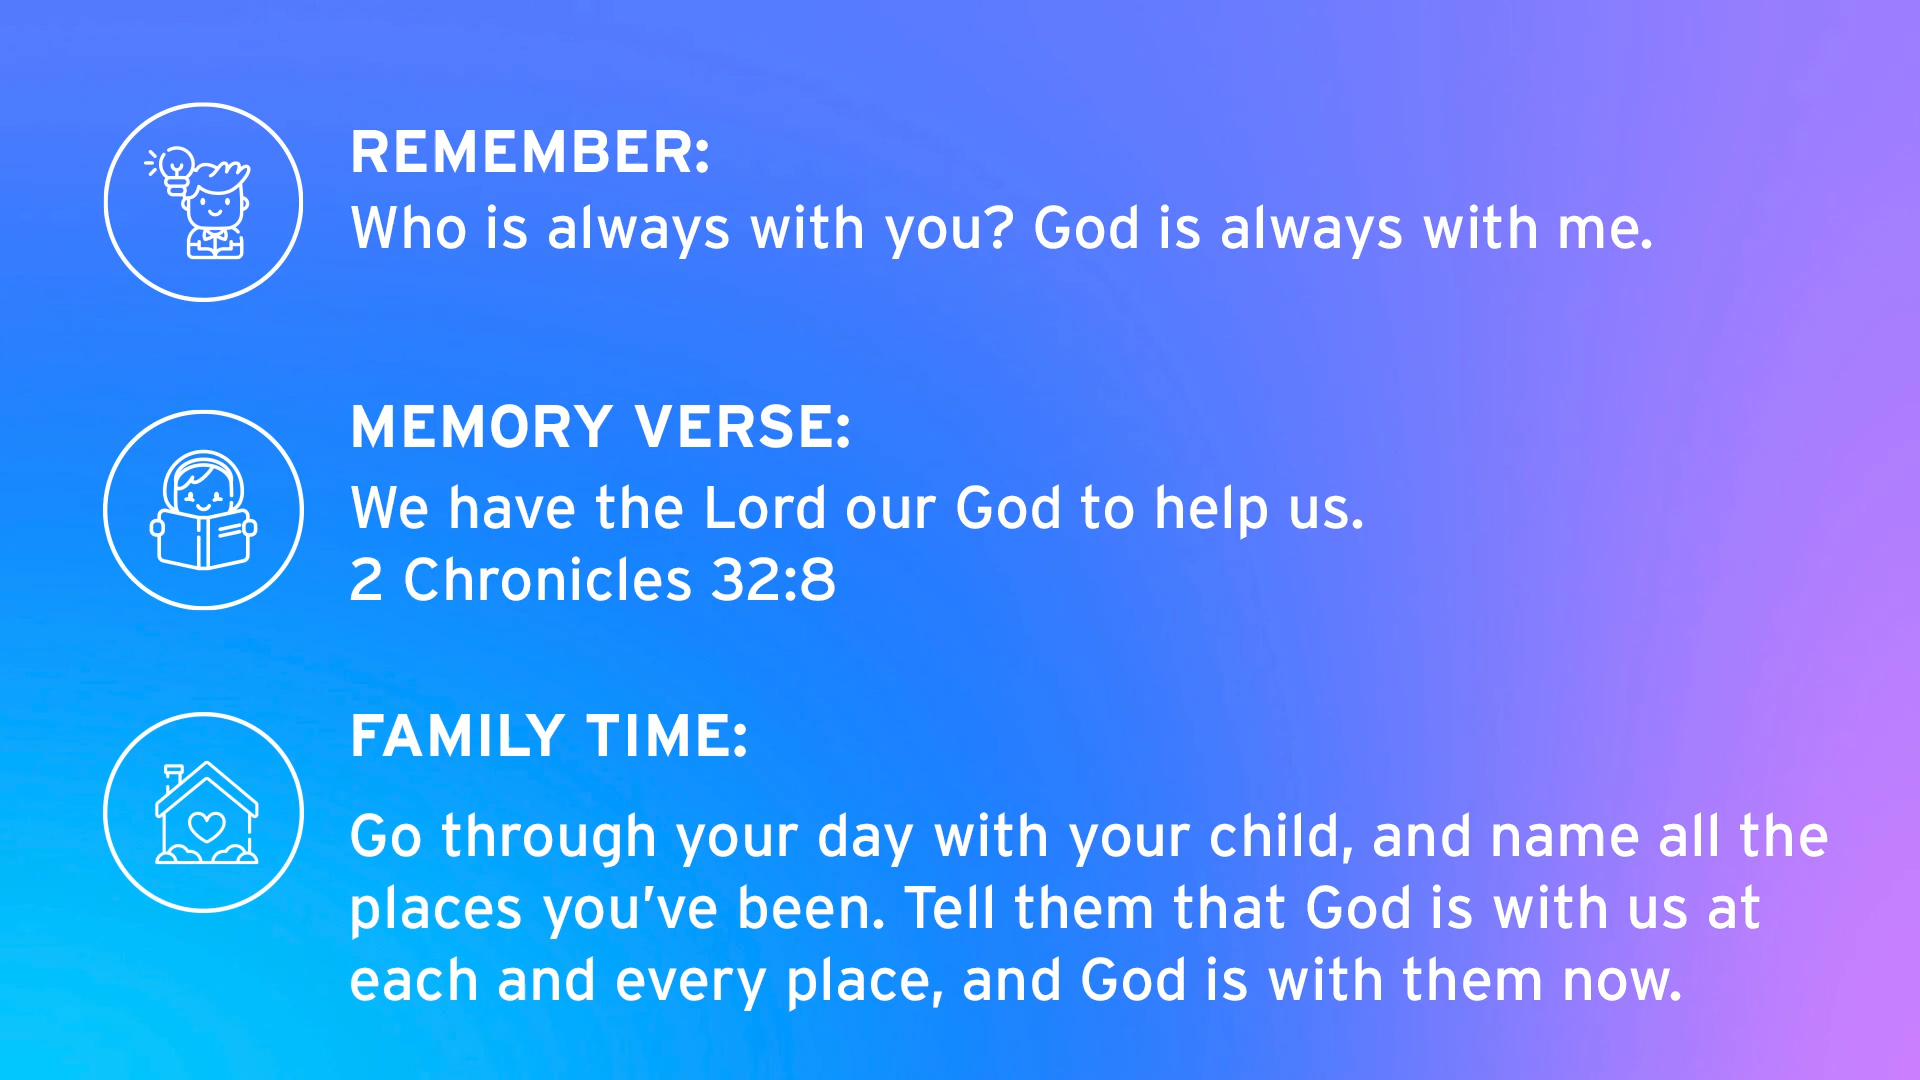 REMEMBER:
Who is always with you? God is always with me.
MEMORY VERSE:
We have the Lord our God to help us.
2 Chronicles 32:8
FAMILY TIME:
Go through your day with your child, and name all the
places you’ve been. Tell them that God is with us at
each and every place, and God is with them now.